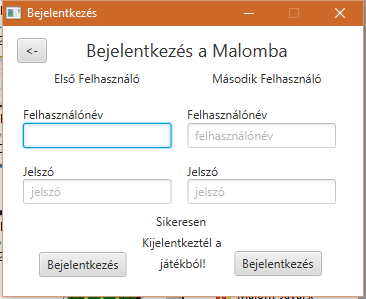 Bejelentkezés
<-
Bejelentkezés a Malomba
Első Felhasználó
Második Felhasználó
Felhasználónév
Felhasználónév
felhasználónév
Jelszó
Jelszó
jelszó
jelszó
Sikeresen
Kijelentkeztél a
játékból!
Bejelentkezés
Bejelentkezés